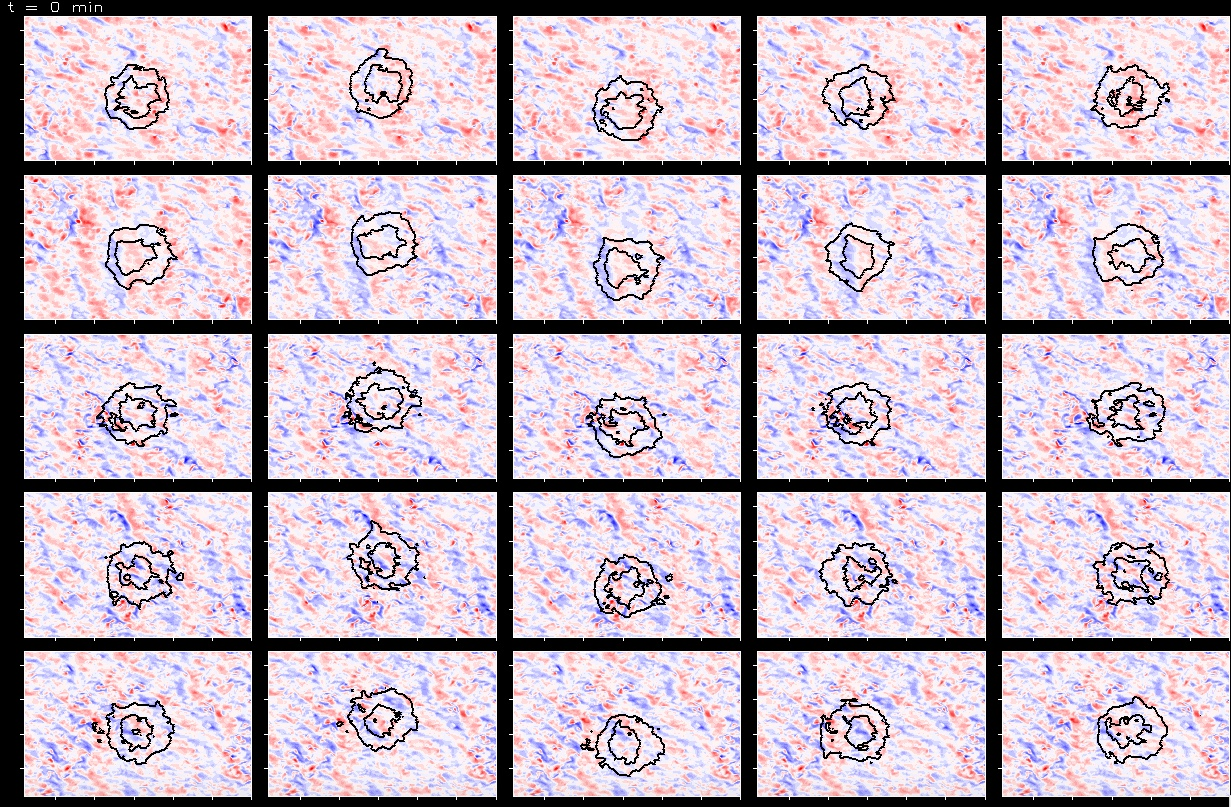 t = 0 min